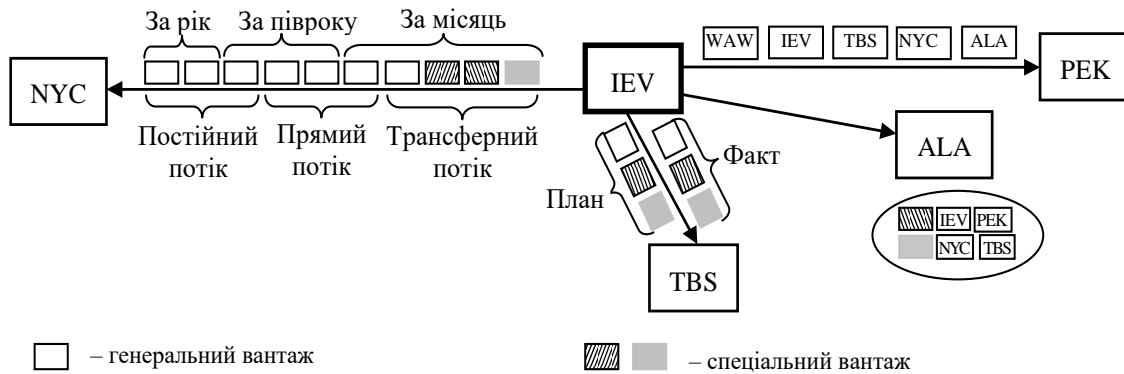 За рік
За півроку
За місяць
NYC
Постійний
потік
Прямий
потік
Трансферний
потік
IEV
WAW IEV TBS NYC ALA
PEK
ALA
План
Факт
TBS
IEV PEK
NYC TBS
– генеральний вантаж
– спеціальний вантаж